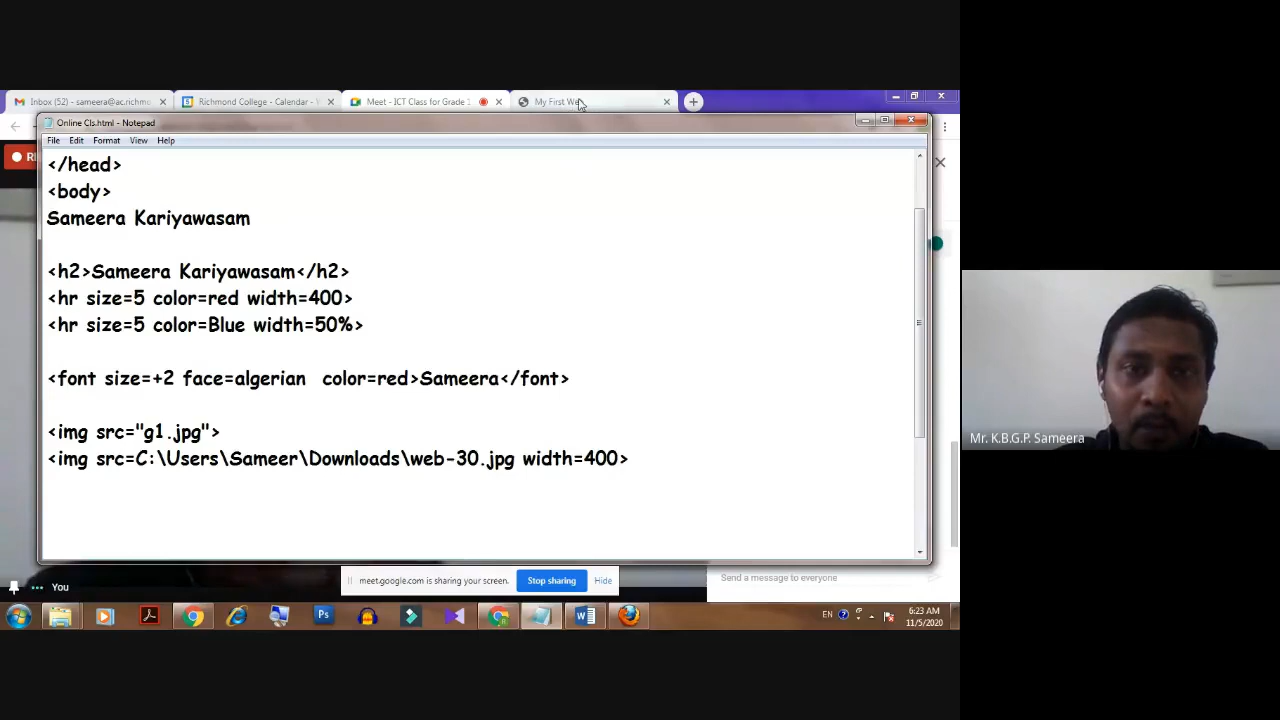 Inbox (52) - sameera@ac.richmo
Richmond College - Calendar -
Meet - ICT Class for Grade 1
My First We
Online Cls.html - Notepad
File Edit Format View Help
</head>
<body>
Sameera Kariyawasam
<h2>Sameera Kariyawasam</h2>
<hr size=5 color=red width=400>
<hr size=5 color=Blue width=50%>
<font size=+2 face=algerian  color=red>Sameera</font>
<img src="g1.jpg">
<img src=C:\Users\Sameer\Downloads\web-30.jpg width=400>
Mr. K.B.G.P. Sameera
You
meet.google.com is sharing your screen.
Stop sharing
Hide
Send a message to everyone
Ps
EN
6:23 AM
11/5/2020